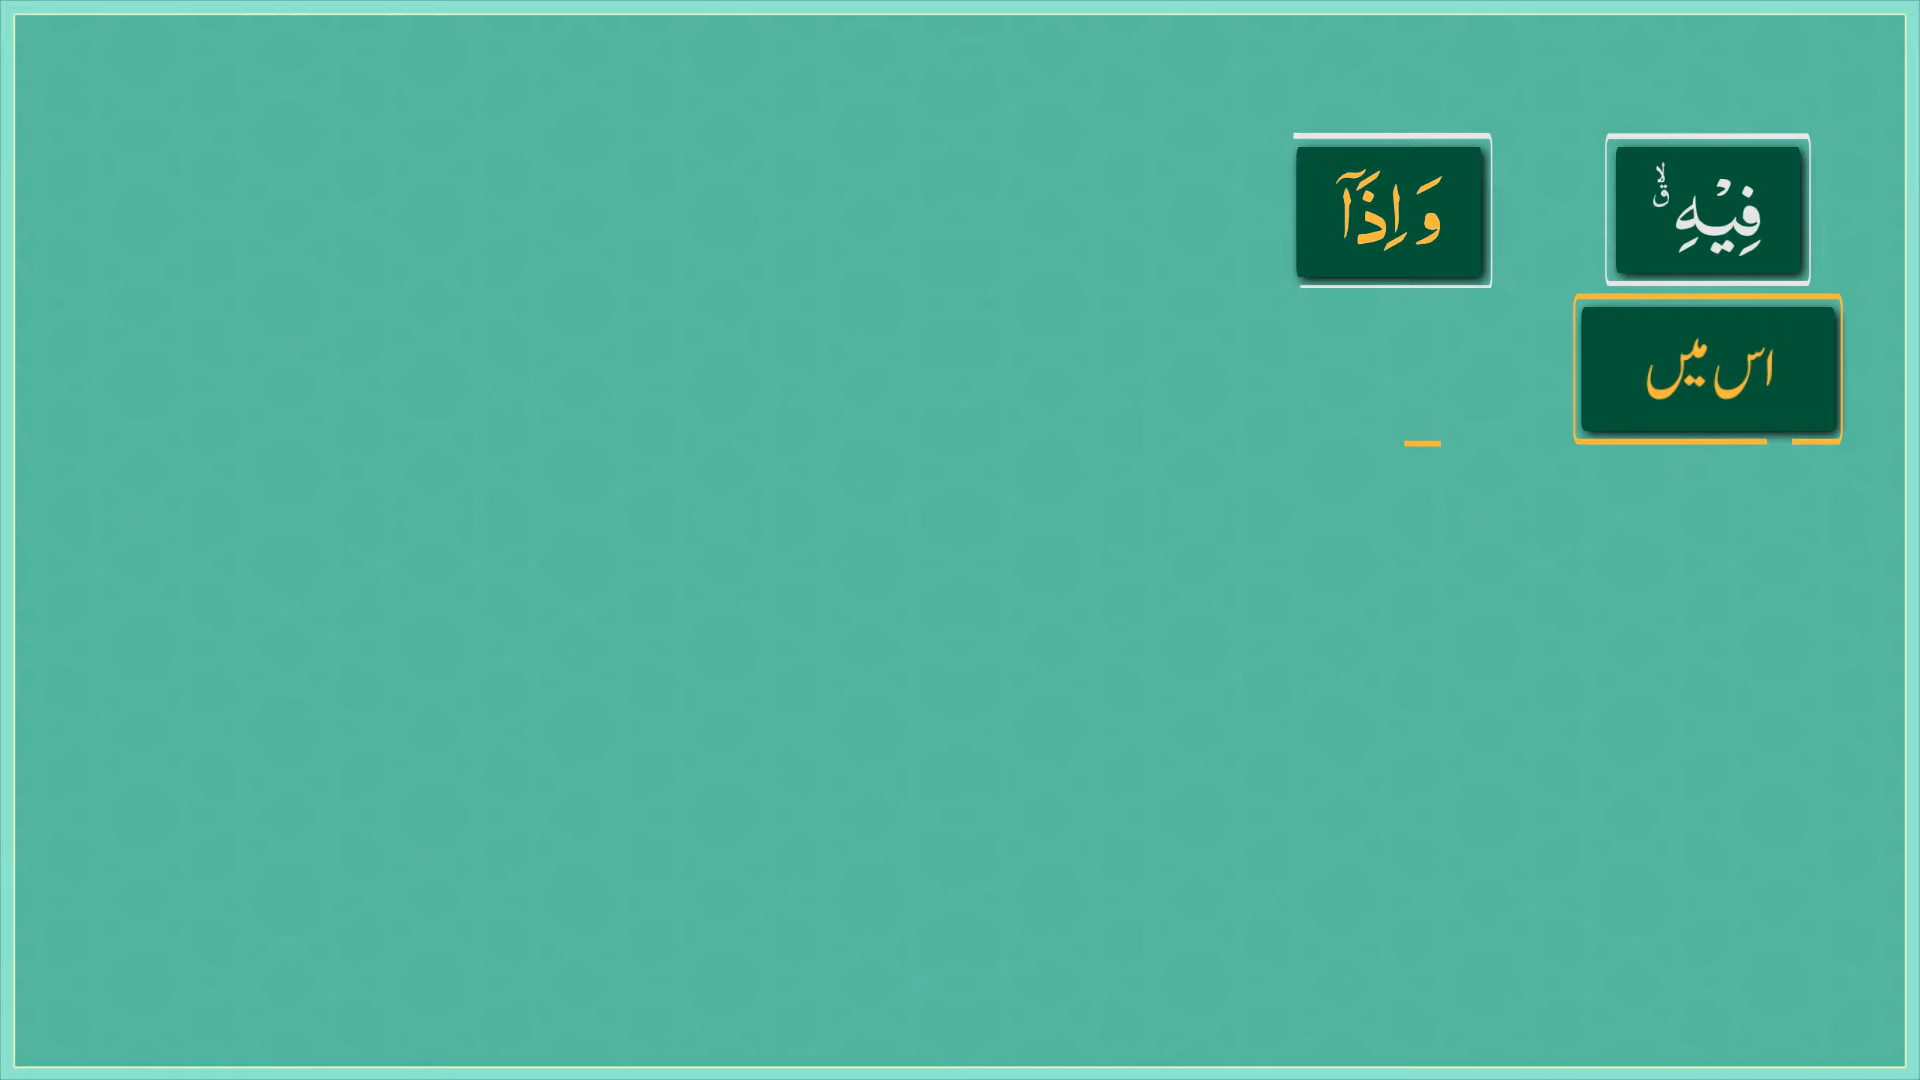 فِیْهِ ۙۗ وَ اِذَاۤ
اس میں